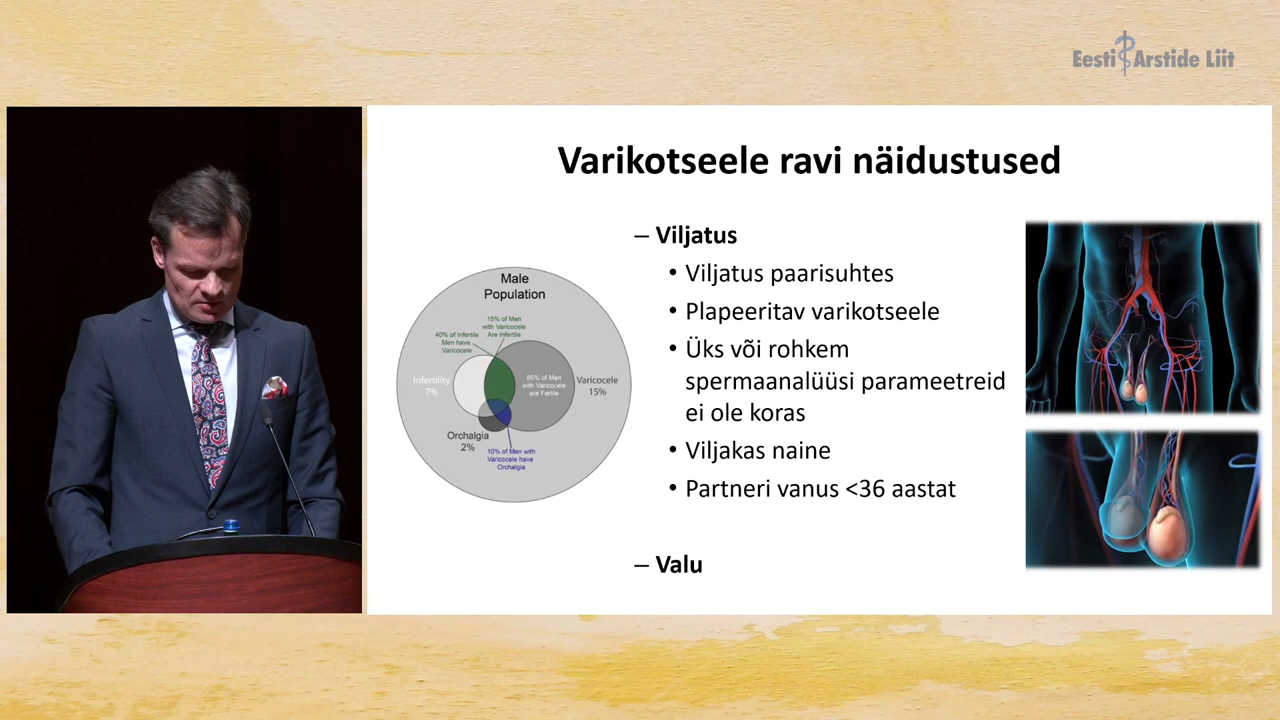 Eesti Arstide Liit
Varikotseele ravi näidustused
– Viljatus
• Viljatus paarisuhtes
• Plapeeritav varikotseele
• Üks või rohkem
spermaanalüüsi parameetreid
ei ole koras
• Viljakas naine
• Partneri vanus <36 aastat
– Valu
Male
Population
15% of Men
with Varicocele
Are Infertile
40% of Infertile
Men have
Varicocele
Infertility
7%
85% of Men
with Varicocele
are Fertile
Varicocele
15%
Orchalgia
2%
10% of Men with
Varicocele have
Orchalgia